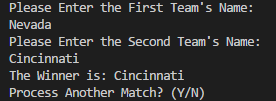 Please Enter the First Team's Name:
Nevada
Please Enter the Second Team's Name:
Cincinnati
The Winner is: Cincinnati
Process Another Match? (Y/N)